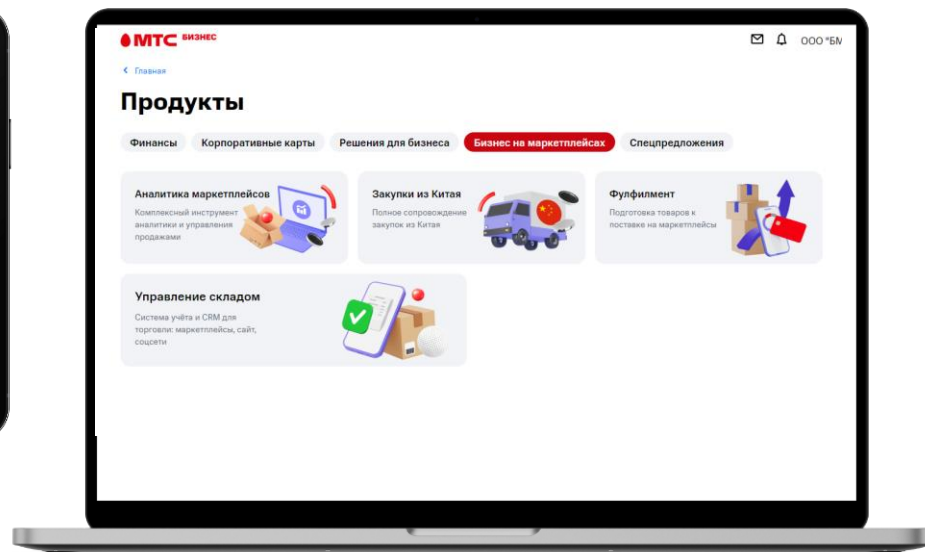 МТС БИЗНЕС
ООО "БМ
Главная
Продукты
Финансы Корпоративные карты Решения для бизнеса Бизнес на маркетплейсах Спецпредложения
Аналитика маркетплейсов
Комплексный инструмент
аналитики и управления
продажами
Закупки из Китая
Полное сопровождение
закупок из Китая
Фулфилмент
Подготовка товаров к
поставке на маркетплейсы
Управление складом
Система учёта и CRM для
торговли: маркетплейсы, сайт,
соцсети